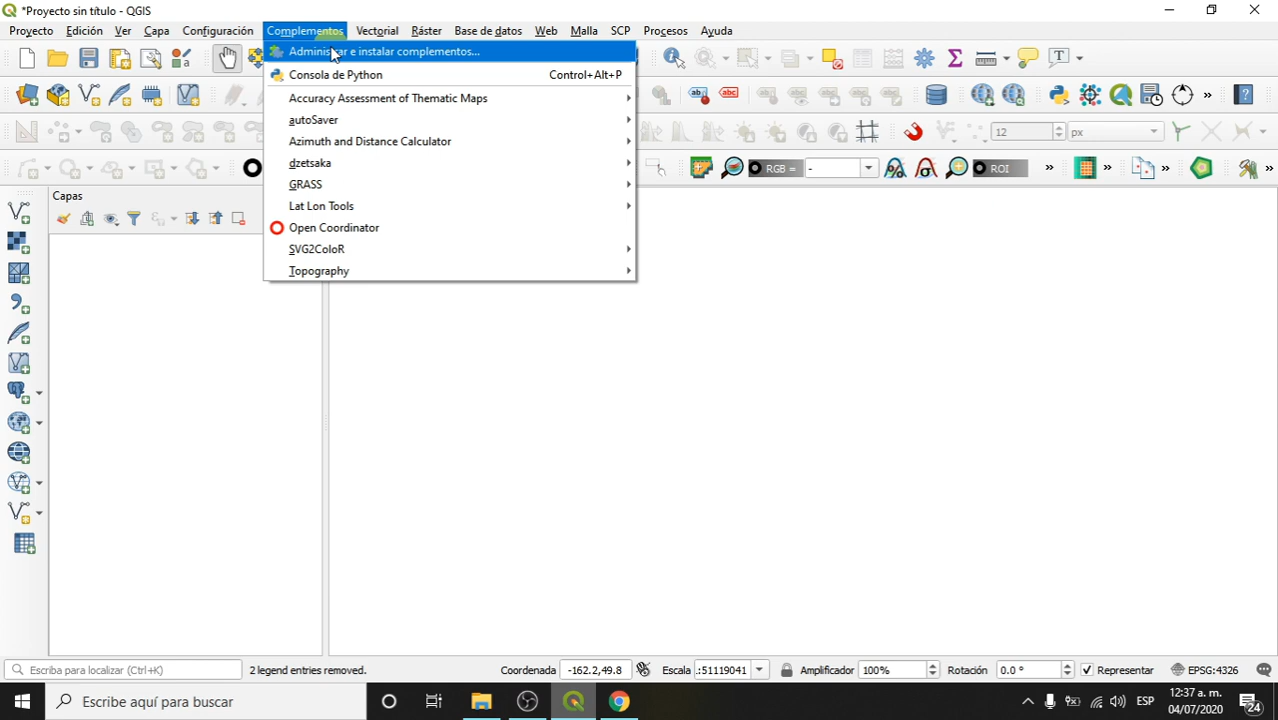 *Proyecto sin título - QGIS
Proyecto Edición Ver Capa Configuración Complementos Vectorial Ráster Base de datos Web Malla SCP Procesos Ayuda
Administrar e instalar complementos...
Consola de Python Control+Alt+P
Accuracy Assessment of Thematic Maps
autoSaver
Azimuth and Distance Calculator
dzetsaka
GRASS
Lat Lon Tools
Open Coordinator
SVG2ColoR
Topography
abc abc
12 px
RGB = - ROI
Capas
Escriba para localizar (Ctrl+K) 2 legend entries removed. Coordenada -162.2,49.8 Escala :51119041 Amplificador 100% Rotación 0.0 ° Representar EPSG:4326
Escribe aquí para buscar ESP 12:37 a. m.
04/07/2020 24